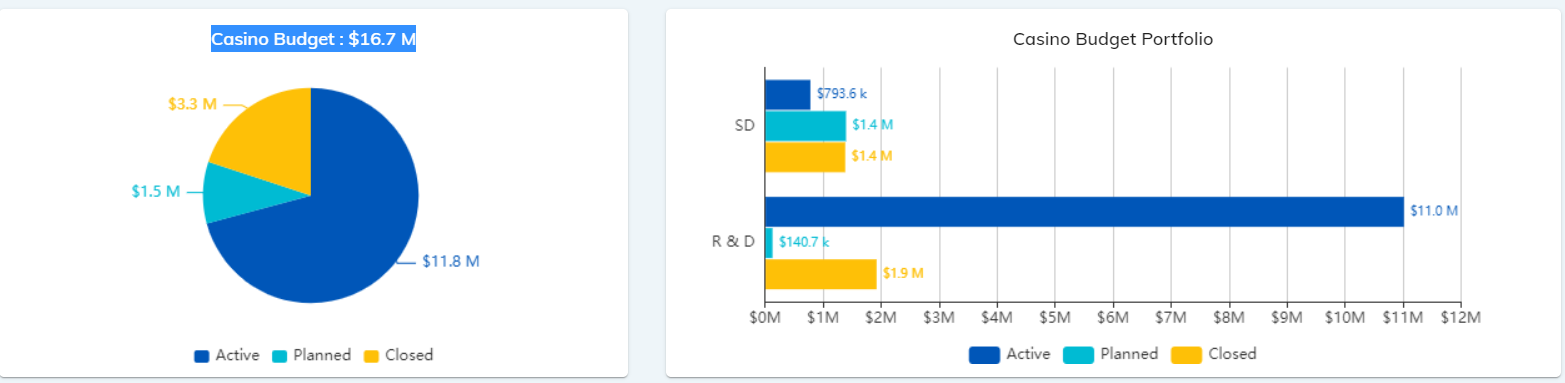 Casino Budget : $16.7 M
$3.3 M
$1.5 M
$11.8 M
Active Planned Closed
Casino Budget Portfolio
SD
$793.6 k
$1.4 M
$1.4 M
R & D
$11.0 M
$140.7 k
$1.9 M
$0M $1M $2M $3M $4M $5M $6M $7M $8M $9M $10M $11M $12M
Active Planned Closed